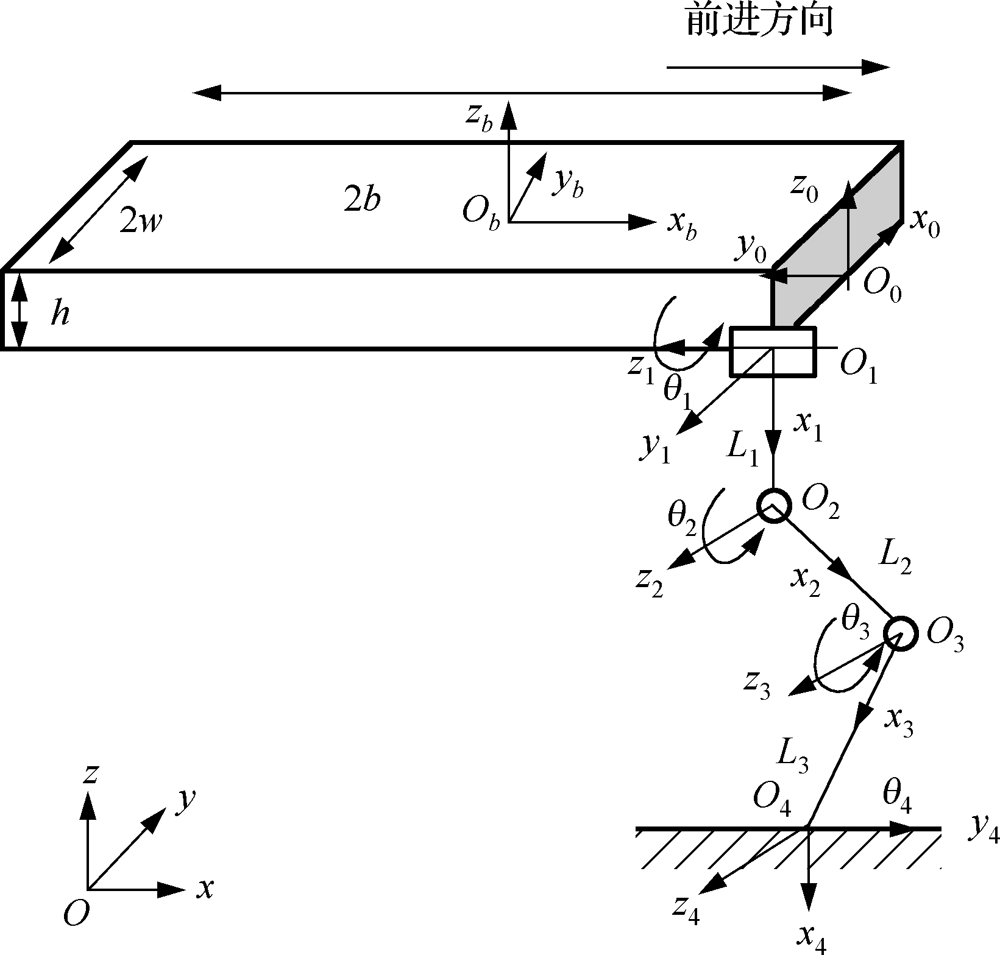 前进方向
z_b
y_b
2b
z_0
O_b
x_b
x_0
2w
y_0
O_0
h
z_1
O_1
θ_1
x_1
y_1
L_1
O_2
θ_2
L_2
z_2
x_2
θ_3
O_3
z_3
x_3
L_3
z
O_4
θ_4
y
y_4
x
z_4
O
x_4